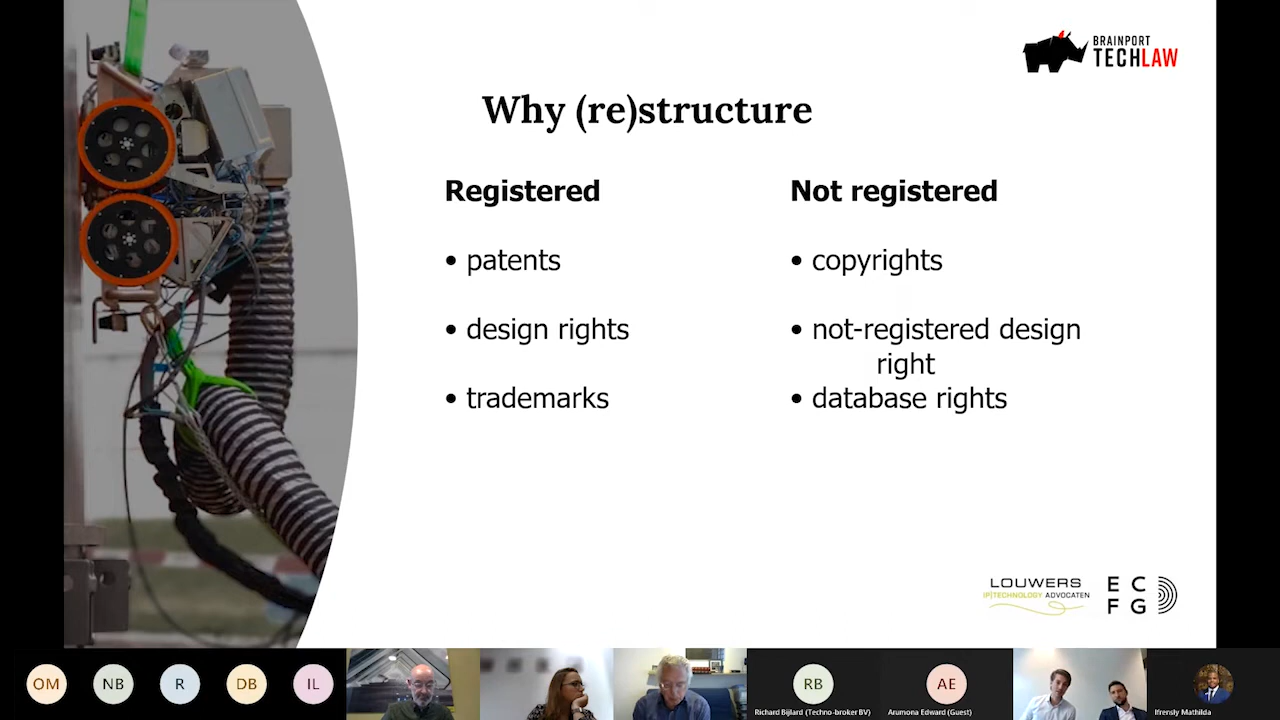 BRAINPORT
TECHLAW
Why (re)structure
Registered
• patents
• design rights
• trademarks
Not registered
• copyrights
• not-registered design
right
• database rights
LOUWERS
IP|TECHNOLOGY ADVOCATEN
E C
F G
OM
NB
R
DB
IL
RB
Richard Bijlard (Techno-broker BV)
AE
Arumona Edward (Guest)
Ifrensly Mathilda